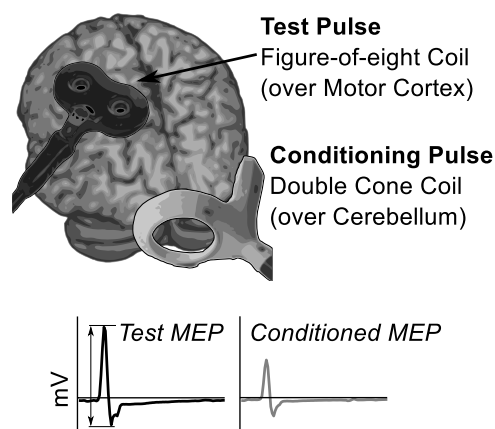 Test Pulse
Figure-of-eight Coil
(over Motor Cortex)
Conditioning Pulse
Double Cone Coil
(over Cerebellum)
Test MEP
Conditioned MEP
mV